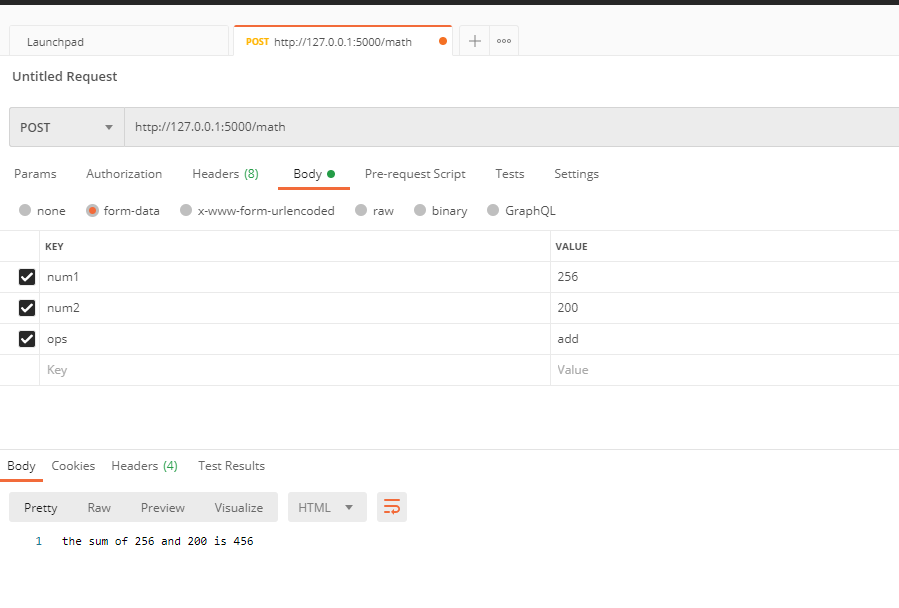 Launchpad POST http://127.0.0.1:5000/math
Untitled Request
POST http://127.0.0.1:5000/math
Params Authorization Headers (8) Body Pre-request Script Tests Settings
none form-data x-www-form-urlencoded raw binary GraphQL
KEY VALUE
num1 256
num2 200
ops add
Key Value
Body Cookies Headers (4) Test Results
Pretty Raw Preview Visualize HTML
1 the sum of 256 and 200 is 456